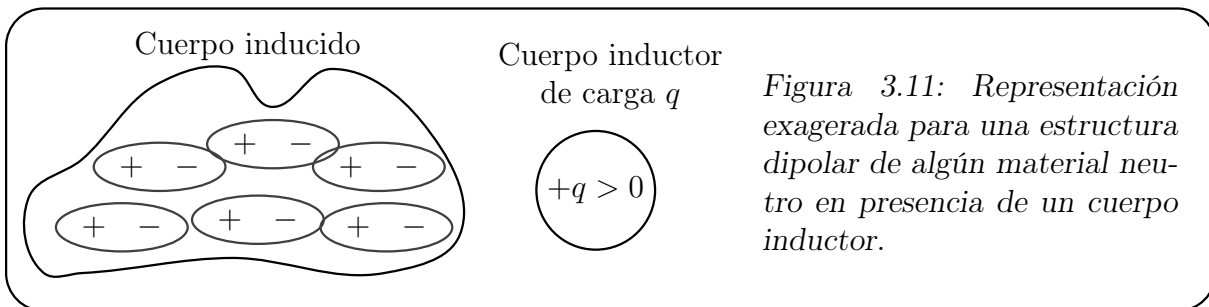 Cuerpo inducido
+ − + − + −
+ − + − + −
Cuerpo inductor
de carga q
+q > 0
Figura 3.11: Representación
exagerada para una estructura
dipolar de algún material neu-
tro en presencia de un cuerpo
inductor.